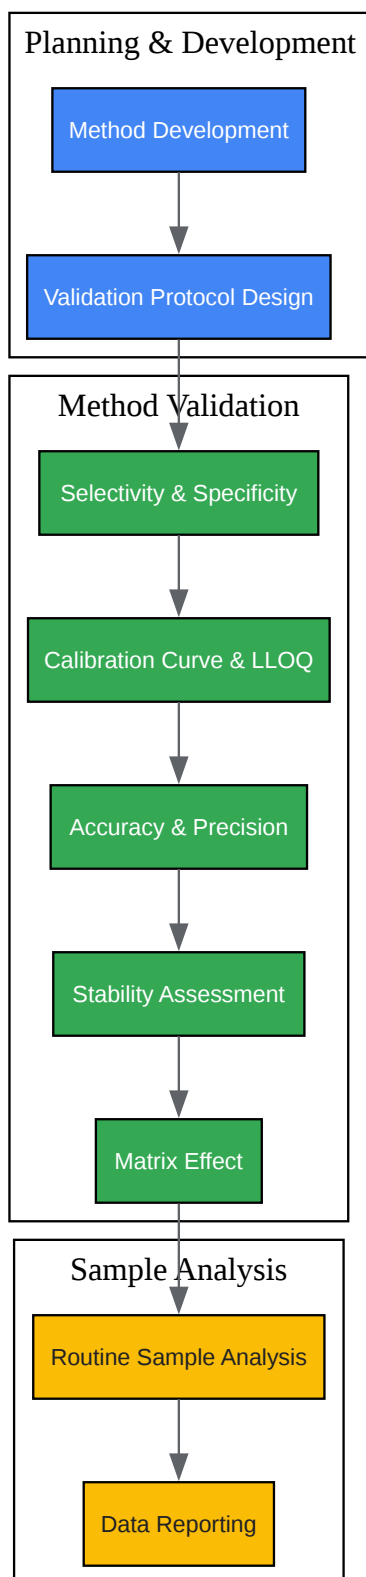 Planning & Development
Method Development
Validation Protocol Design
Method Validation
Selectivity & Specificity
Calibration Curve & LLOQ
Accuracy & Precision
Stability Assessment
Matrix Effect
Sample Analysis
Routine Sample Analysis
Data Reporting